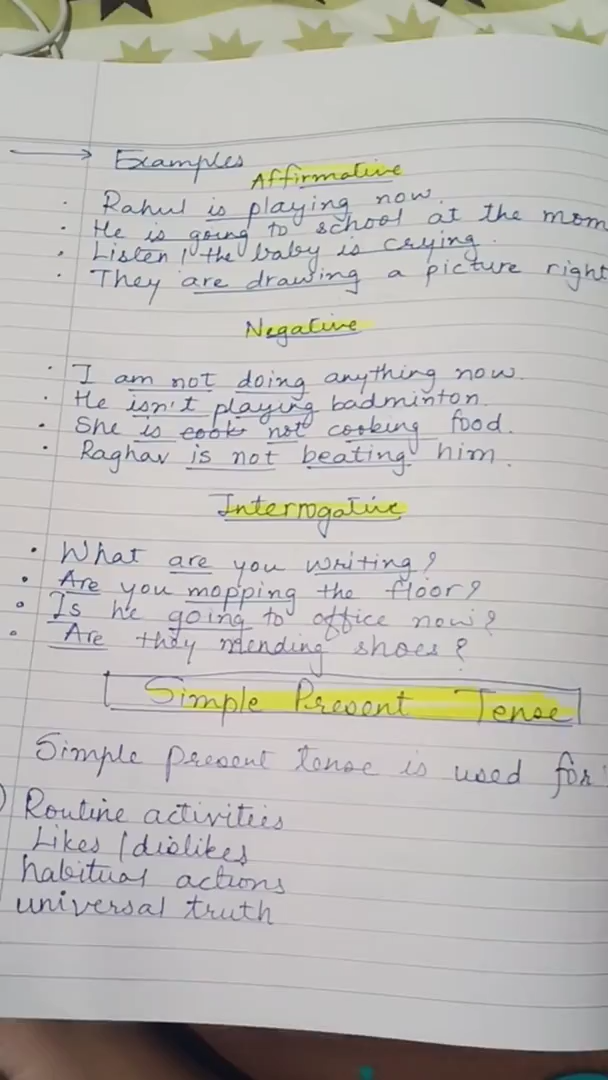 → Examples
Affirmative
· Rahul is playing now.
· He is going to school at the mom
· Listen! the baby is crying.
· They are drawing a picture right
Negative
· I am not doing anything now.
· He isn't playing badminton.
· She is cook not cooking food.
· Raghav is not beating him.
Interrogative
· What are you writing?
· Are you mopping the floor?
· Is he going to office now?
· Are they mending shoes?
Simple Present Tense
Simple present tense is used for
) Routine activities
Likes / dislikes
habitual actions
universal truth